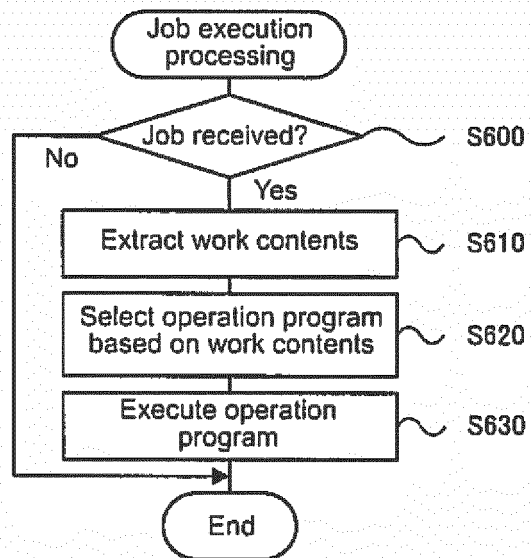 Job execution
processing
Job received?
S600
No
Yes
Extract work contents
S610
Select operation program
based on work contents
S620
Execute operation
program
S630
End